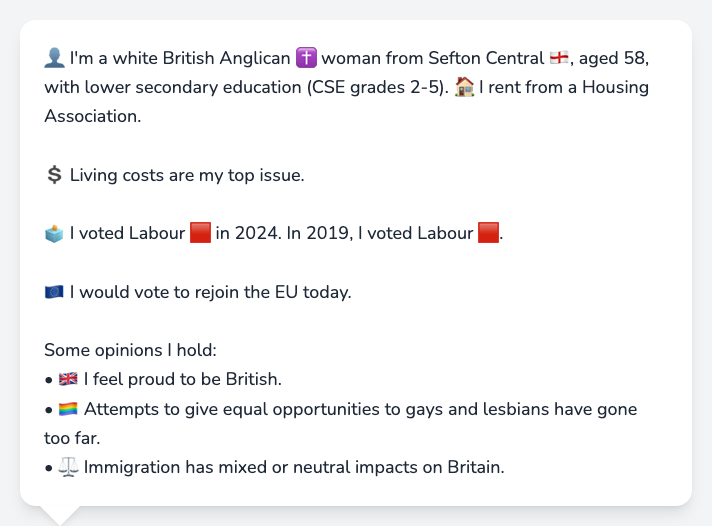 👤 I'm a white British Anglican ✝️ woman from Sefton Central 🏴󠁧󠁢󠁥󠁮󠁧󠁿, aged 58,
with lower secondary education (CSE grades 2-5). 🏠 I rent from a Housing
Association.
💲 Living costs are my top issue.
🗳️ I voted Labour 🟥 in 2024. In 2019, I voted Labour 🟥.
🇪🇺 I would vote to rejoin the EU today.
Some opinions I hold:
• 🇬🇧 I feel proud to be British.
• 🏳️‍🌈 Attempts to give equal opportunities to gays and lesbians have gone
too far.
• ⚖️ Immigration has mixed or neutral impacts on Britain.